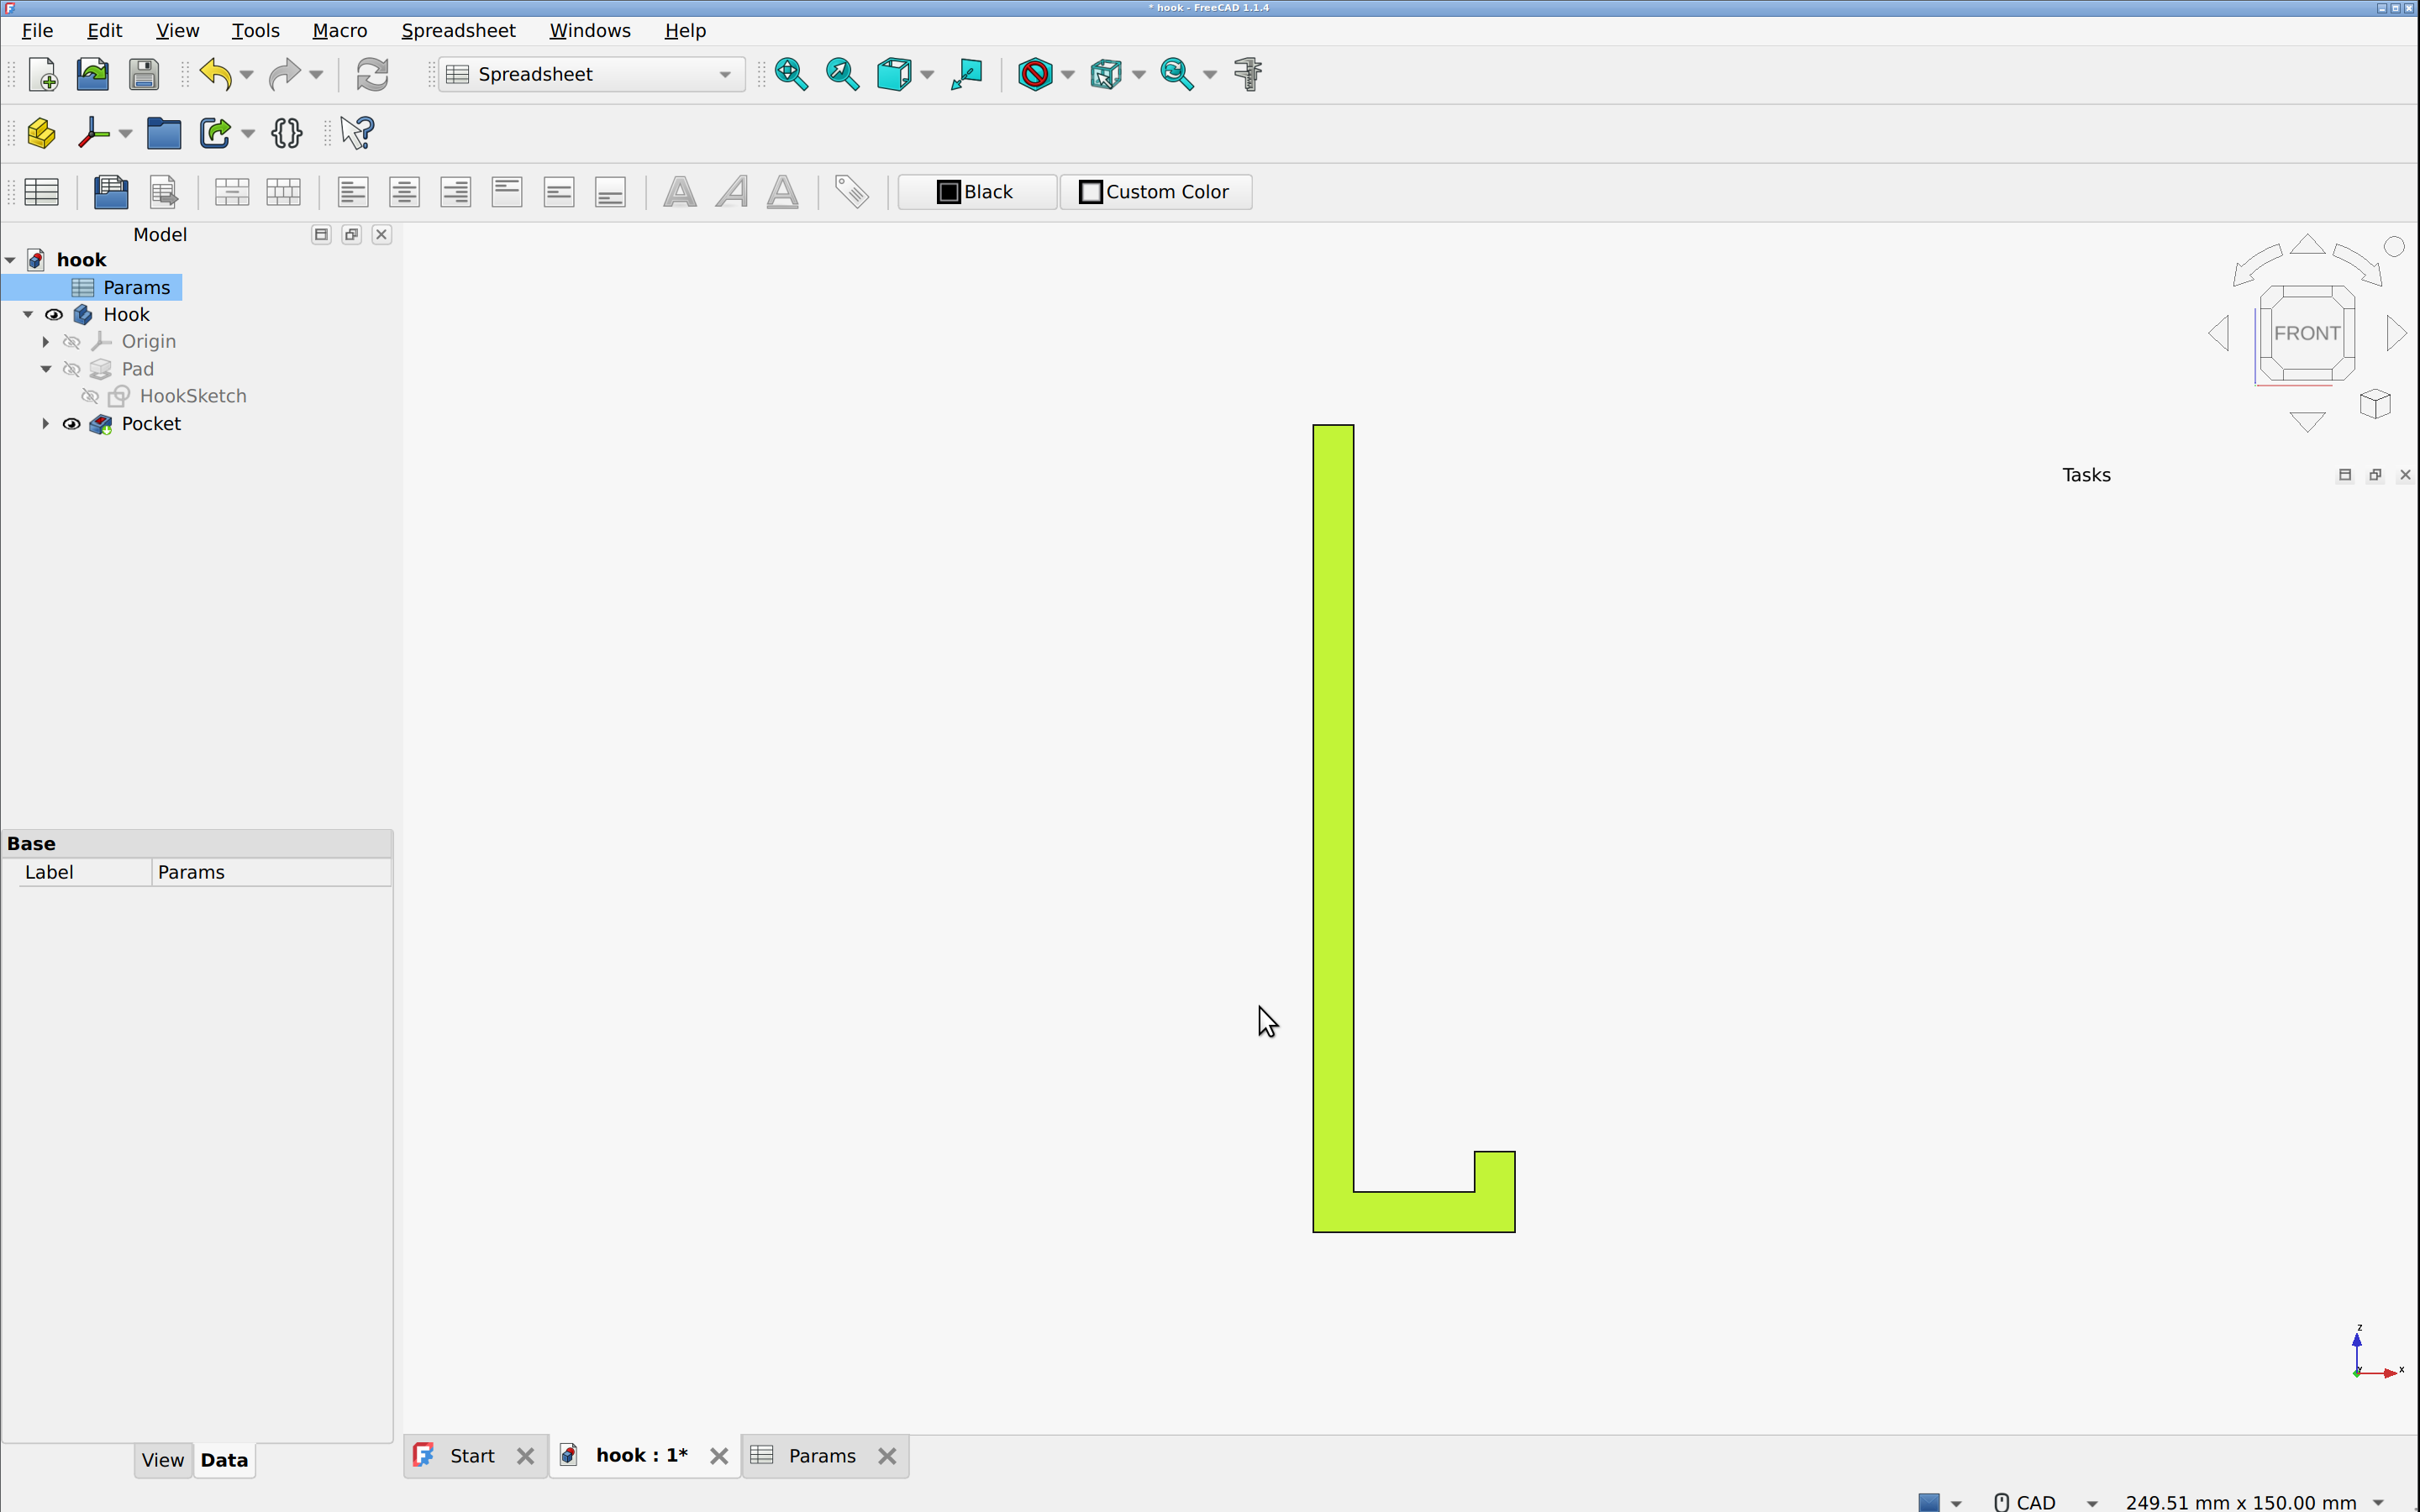 * hook - FreeCAD 1.1.4
File Edit View Tools Macro Spreadsheet Windows Help
Spreadsheet
Black
Custom Color
Model
hook
Params
Hook
Origin
Pad
HookSketch
Pocket
FRONT
Tasks
Base
Label Params
z
x
View Data
Start
hook : 1*
Params
CAD
249.51 mm x 150.00 mm